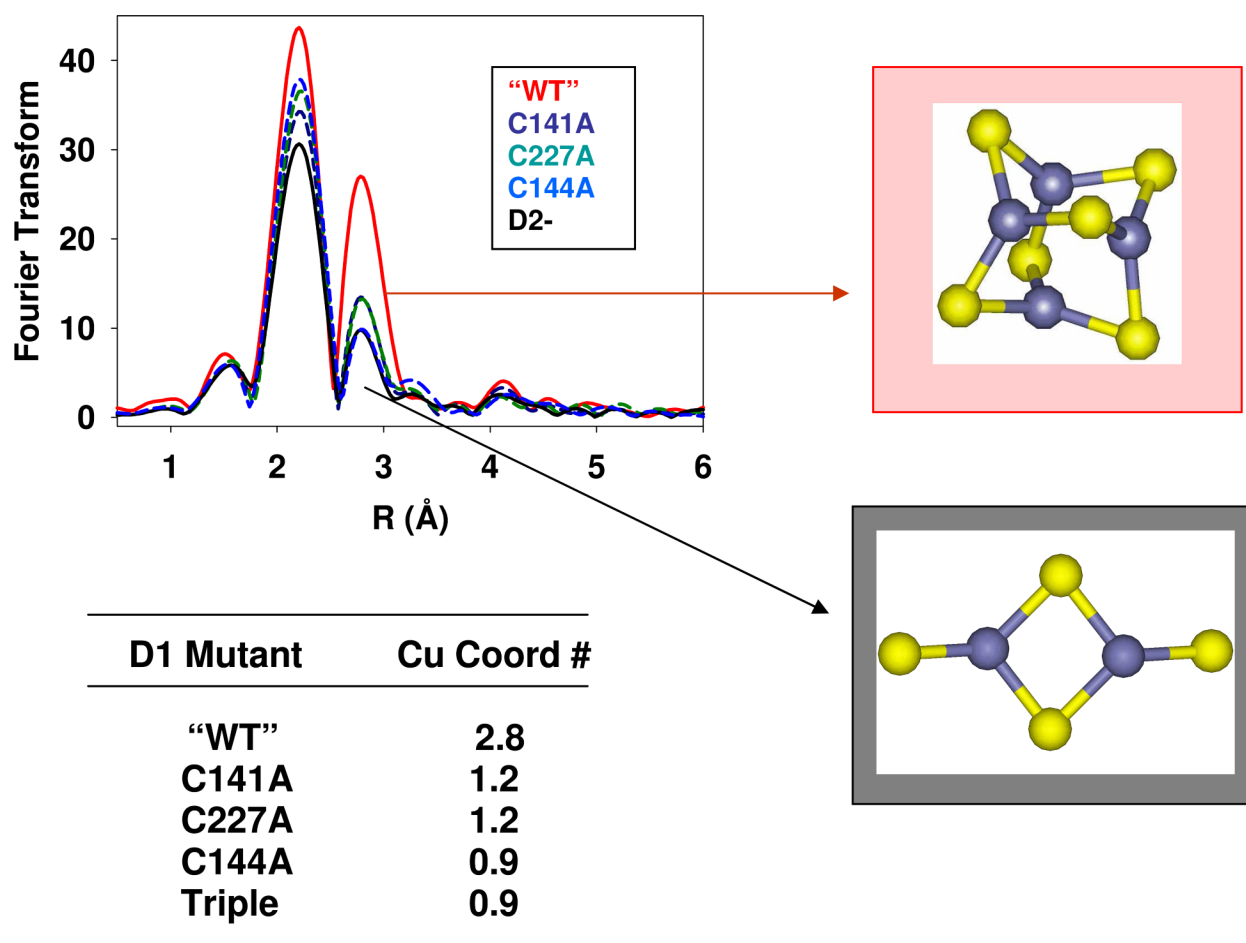 Fourier Transform
40
30
20
10
0
1 2 3 4 5 6
R (Å)
“WT”
C141A
C227A
C144A
D2-
D1 Mutant Cu Coord #
“WT” 2.8
C141A 1.2
C227A 1.2
C144A 0.9
Triple 0.9